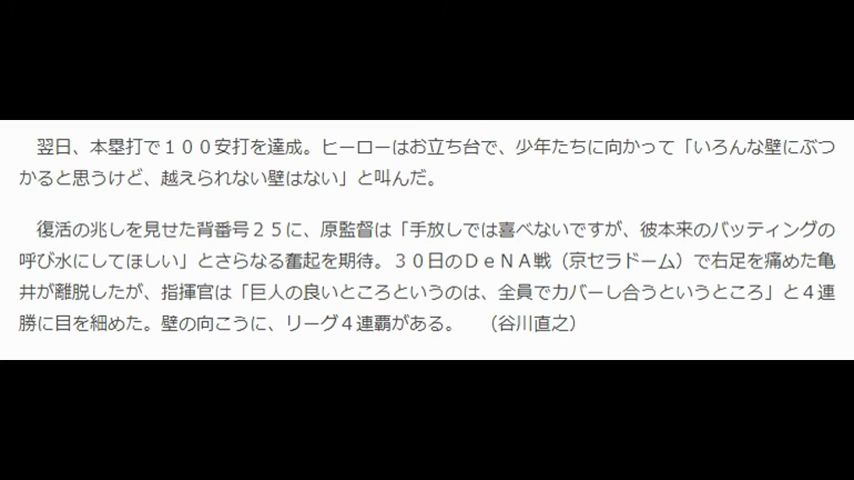 翌日、本塁打で１００安打を達成。ヒーローはお立ち台で、少年たちに向かって「いろんな壁にぶつ
かると思うけど、越えられない壁はない」と叫んだ。
復活の兆しを見せた背番号２５に、原監督は「手放しでは喜べないですが、彼本来のバッティングの
呼び水にしてほしい」とさらなる奮起を期待。３０日のＤｅＮＡ戦（京セラドーム）で右足を痛めた亀
井が離脱したが、指揮官は「巨人の良いところというのは、全員でカバーし合うというところ」と４連
勝に目を細めた。壁の向こうに、リーグ４連覇がある。　（谷川直之）